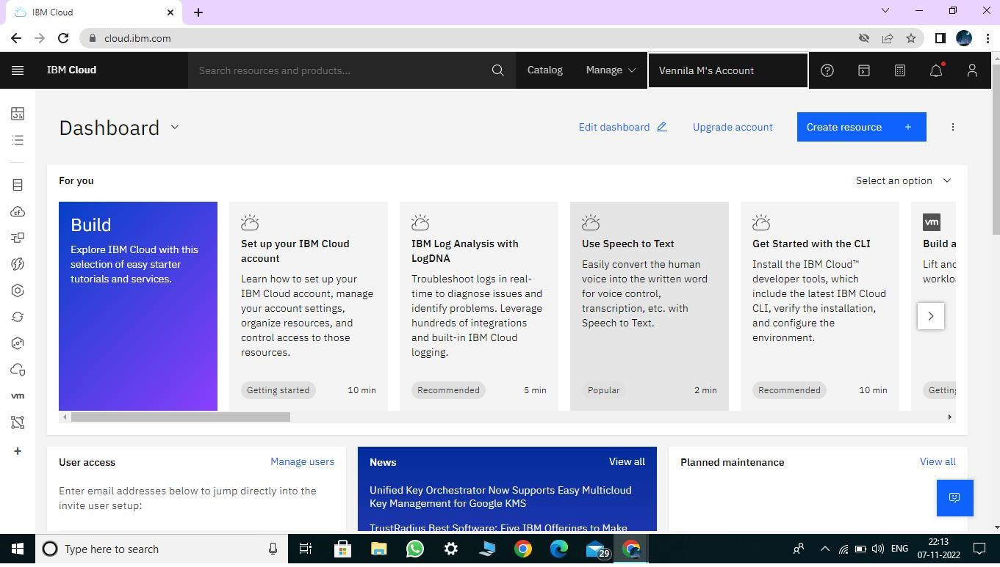 IBM Cloud
cloud.ibm.com
IBM Cloud
Search resources and products...
Catalog
Manage
Vennila M's Account
Dashboard
Edit dashboard
Upgrade account
Create resource +
For you
Select an option
Build
Explore IBM Cloud with this
selection of easy starter
tutorials and services.
Set up your IBM Cloud
account
Learn how to set up your
IBM Cloud account, manage
your account settings,
organize resources, and
control access to those
resources.
Getting started
10 min
IBM Log Analysis with
LogDNA
Troubleshoot logs in real-
time to diagnose issues and
identify problems. Leverage
hundreds of integrations
and built-in IBM Cloud
logging.
Recommended
5 min
Use Speech to Text
Easily convert the human
voice into the written word
for voice control,
transcription, etc. with
Speech to Text.
Popular
2 min
Get Started with the CLI
Install the IBM Cloud™
developer tools, which
include the latest IBM Cloud
CLI, verify the installation,
and configure the
environment.
Recommended
10 min
vm
Build a
Lift and
worklo
Getting
vm
User access
Manage users
Enter email addresses below to jump directly into the
invite user setup:
News
View all
Unified Key Orchestrator Now Supports Easy Multicloud
Key Management for Google KMS
TrustRadius Best Software: Five IBM Offerings to Make
Planned maintenance
View all
Type here to search
29
ENG
22:13
07-11-2022